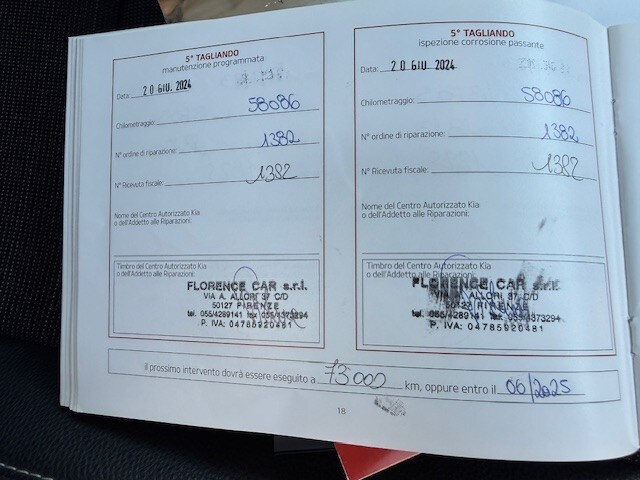 5° TAGLIANDO
manutenzione programmata
Data: 20 GIU. 2024
Chilometraggio: 58086
N° ordine di riparazione: 1382
N° Ricevuta fiscale: 1382
Nome del Centro Autorizzato Kia
o dell'Addetto alle Riparazioni:
Timbro del Centro Autorizzato Kia
o dell'Addetto alle Riparazioni:
FLORENCE CAR s.r.l.
VIA A. ALLORI 37 C/D
50127 FIRENZE
tel. 055/4289141 fax 055/4373294
P. IVA: 04785920481
5° TAGLIANDO
ispezione corrosione passante
Data: 20 GIU. 2024
Chilometraggio: 58086
N° ordine di riparazione: 1382
N° Ricevuta fiscale: 1382
Nome del Centro Autorizzato Kia
o dell'Addetto alle Riparazioni:
Timbro del Centro Autorizzato Kia
o dell'Addetto alle Riparazioni:
FLORENCE CAR s.r.l.
VIA A. ALLORI 37 C/D
50127 FIRENZE
tel. 055/4289141 fax 055/4373294
P. IVA: 04785920481
Il prossimo intervento dovrà essere eseguito a 73000 km, oppure entro il 06/2025
18